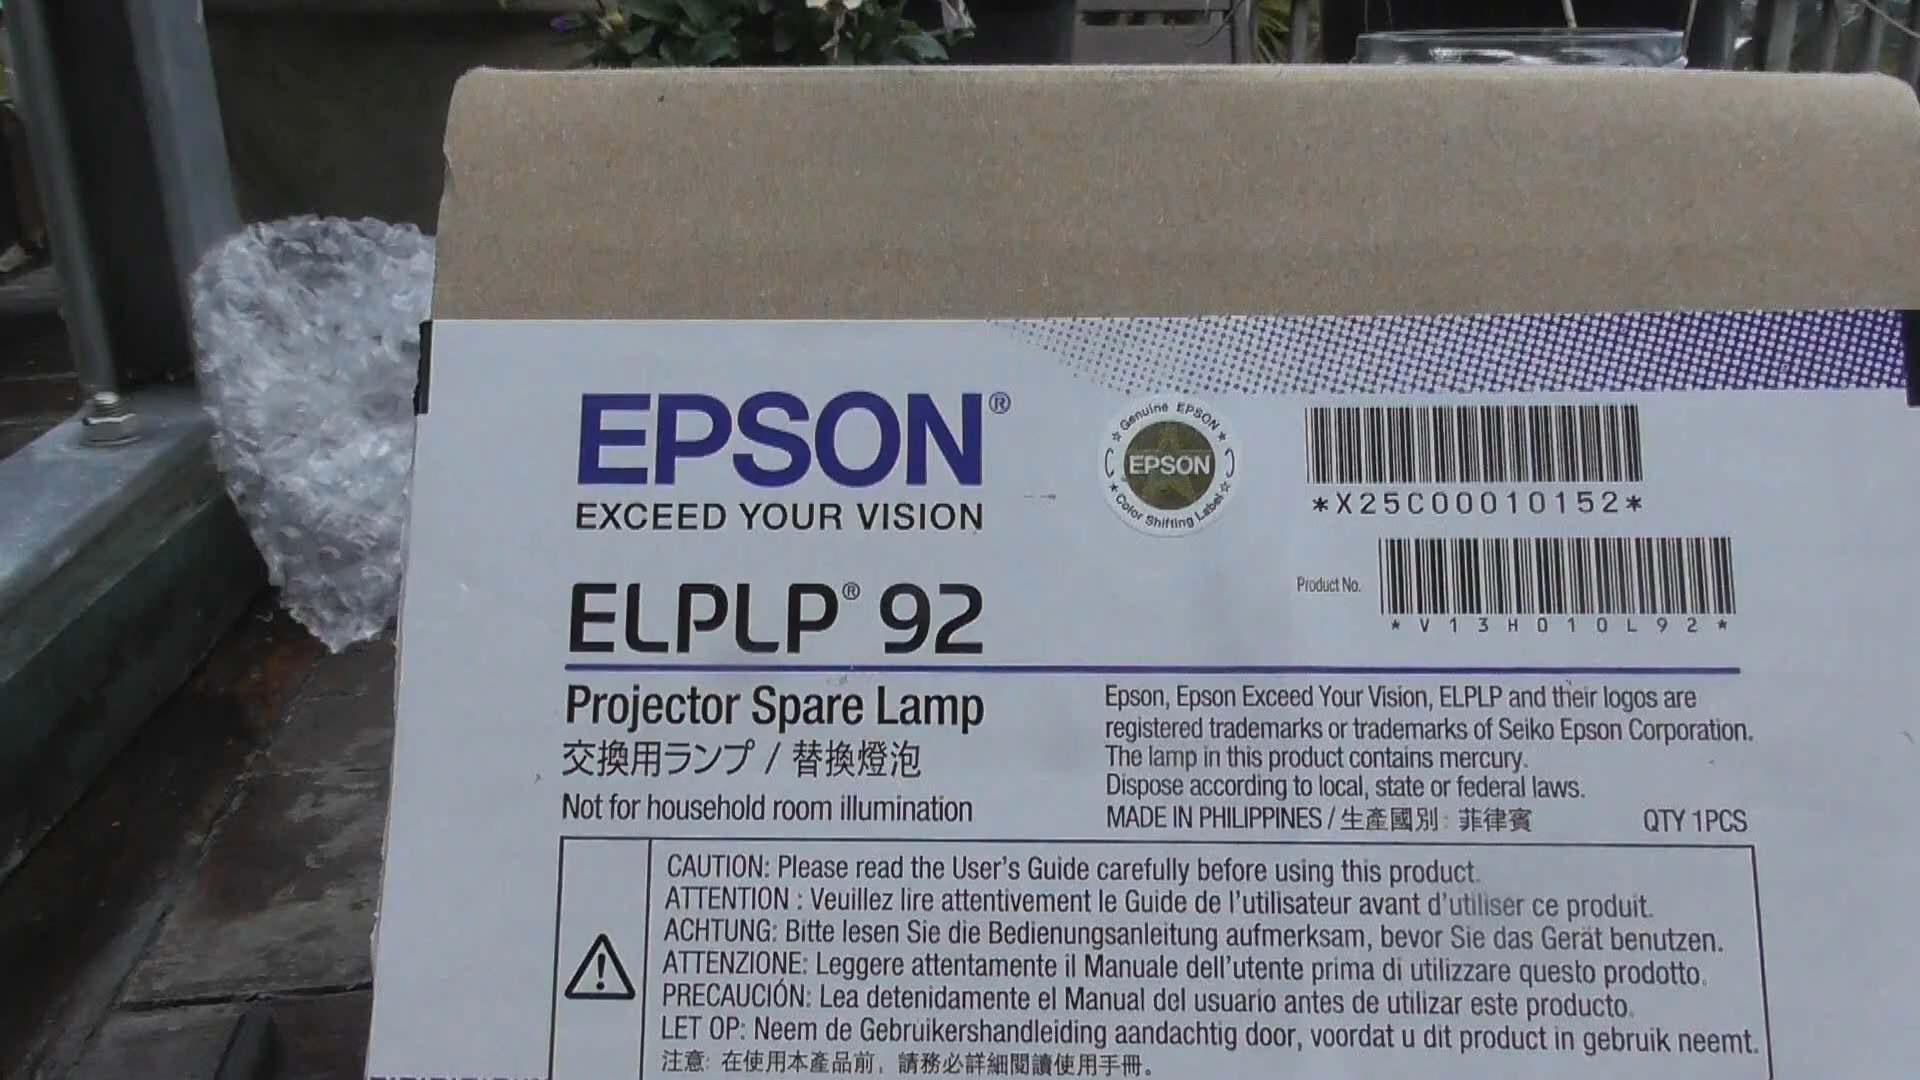 EPSON®
EXCEED YOUR VISION
Genuine EPSON
EPSON
Color Shifting Label
*X25C00010152*
Product No.
*V13H010L92*
ELPLP® 92
Projector Spare Lamp
交換用ランプ / 替換燈泡
Not for household room illumination
Epson, Epson Exceed Your Vision, ELPLP and their logos are
registered trademarks or trademarks of Seiko Epson Corporation.
The lamp in this product contains mercury.
Dispose according to local, state or federal laws.
MADE IN PHILIPPINES / 生產國別: 菲律賓
QTY 1PCS
CAUTION: Please read the User's Guide carefully before using this product.
ATTENTION : Veuillez lire attentivement le Guide de l'utilisateur avant d'utiliser ce produit.
ACHTUNG: Bitte lesen Sie die Bedienungsanleitung aufmerksam, bevor Sie das Gerät benutzen.
ATTENZIONE: Leggere attentamente il Manuale dell'utente prima di utilizzare questo prodotto.
PRECAUCIÓN: Lea detenidamente el Manual del usuario antes de utilizar este producto.
LET OP: Neem de Gebruikershandleiding aandachtig door, voordat u dit product in gebruik neemt.
注意: 在使用本產品前，請務必詳細閱讀使用手冊。